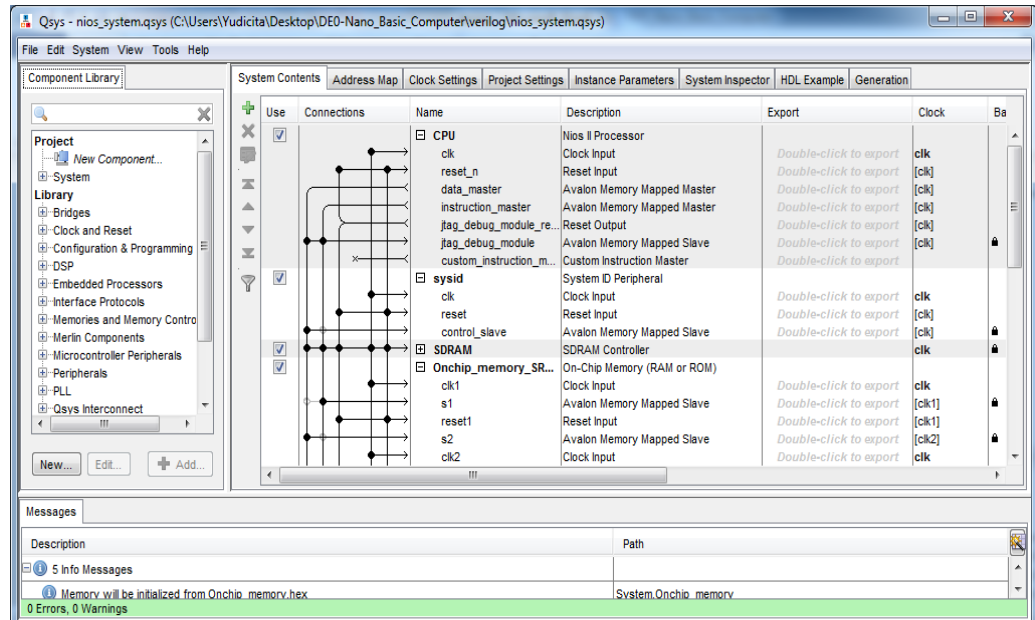 Qsys - nios_system.qsys (C:\Users\Yudicita\Desktop\DE0-Nano_Basic_Computer\verilog\nios_system.qsys)
File Edit System View Tools Help
Component Library
Project
New Component...
System
Library
Bridges
Clock and Reset
Configuration & Programming
DSP
Embedded Processors
Interface Protocols
Memories and Memory Contro
Merlin Components
Microcontroller Peripherals
Peripherals
PLL
Qsys Interconnect
New... Edit... Add...
System Contents Address Map Clock Settings Project Settings Instance Parameters System Inspector HDL Example Generation
Use Connections Name Description Export Clock Ba
CPU Nios II Processor
clk Clock Input Double-click to export clk
reset_n Reset Input Double-click to export [clk]
data_master Avalon Memory Mapped Master Double-click to export [clk]
instruction_master Avalon Memory Mapped Master Double-click to export [clk]
jtag_debug_module_re... Reset Output Double-click to export [clk]
jtag_debug_module Avalon Memory Mapped Slave Double-click to export [clk]
custom_instruction_m... Custom Instruction Master Double-click to export
sysid System ID Peripheral
clk Clock Input Double-click to export clk
reset Reset Input Double-click to export [clk]
control_slave Avalon Memory Mapped Slave Double-click to export [clk]
SDRAM SDRAM Controller clk
Onchip_memory_SR... On-Chip Memory (RAM or ROM)
clk1 Clock Input Double-click to export clk
s1 Avalon Memory Mapped Slave Double-click to export [clk1]
reset1 Reset Input Double-click to export [clk1]
s2 Avalon Memory Mapped Slave Double-click to export [clk2]
clk2 Clock Input Double-click to export clk
Messages
Description Path
5 Info Messages
Memory will be initialized from Onchip_memory.hex System.Onchip_memory
0 Errors, 0 Warnings